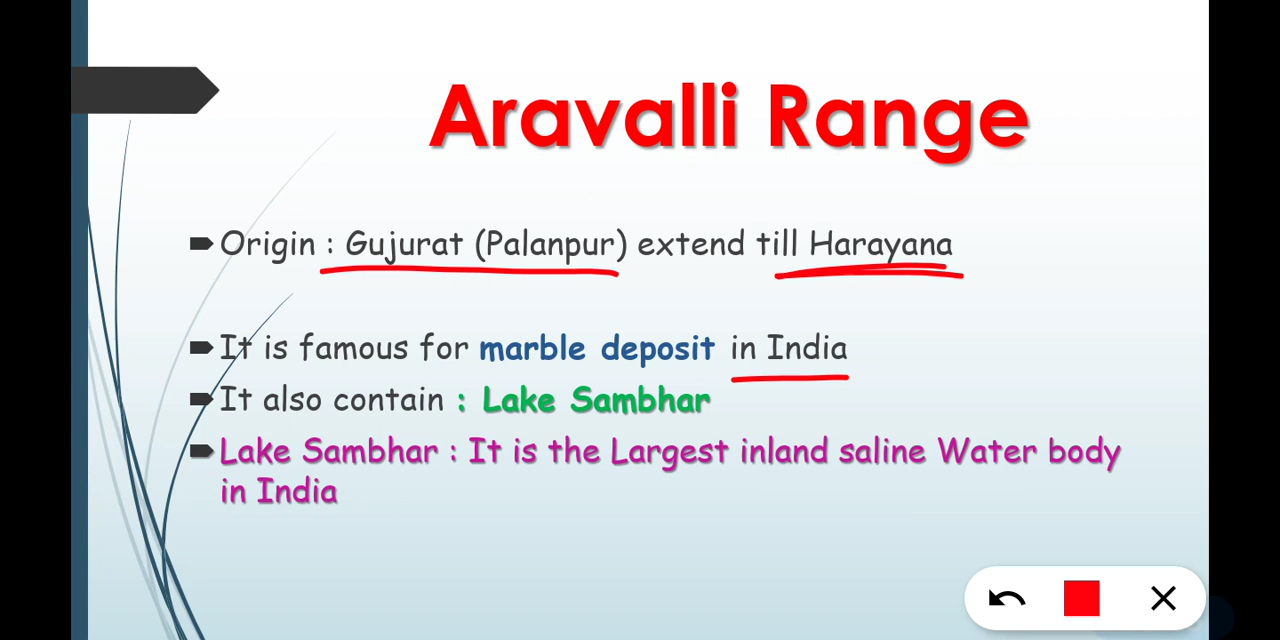 Aravalli Range
Origin : Gujurat (Palanpur) extend till Harayana
It is famous for marble deposit in India
It also contain : Lake Sambhar
Lake Sambhar : It is the Largest inland saline Water body
in India